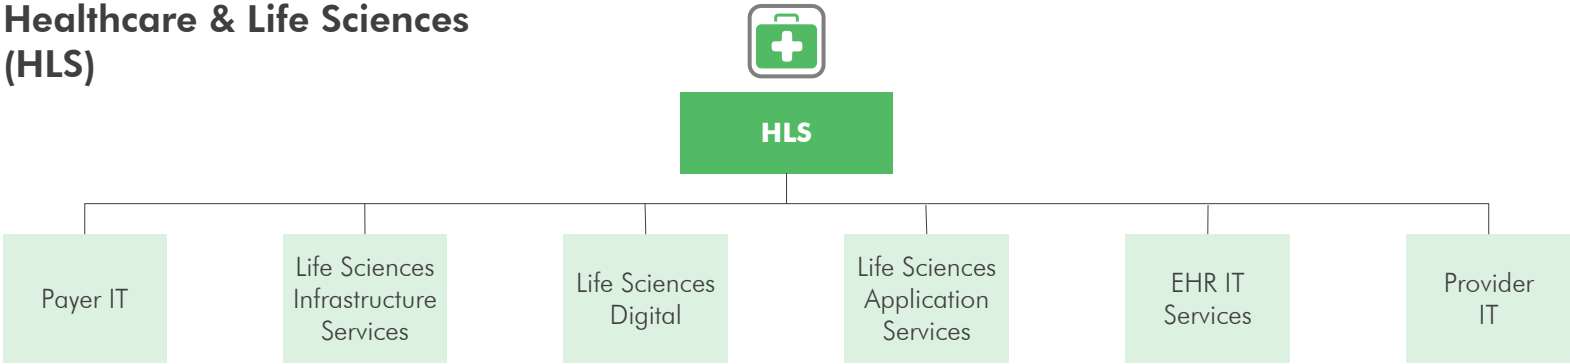 Healthcare & Life Sciences
(HLS)
HLS
Payer IT
Life Sciences
Infrastructure
Services
Life Sciences
Digital
Life Sciences
Application
Services
EHR IT
Services
Provider
IT